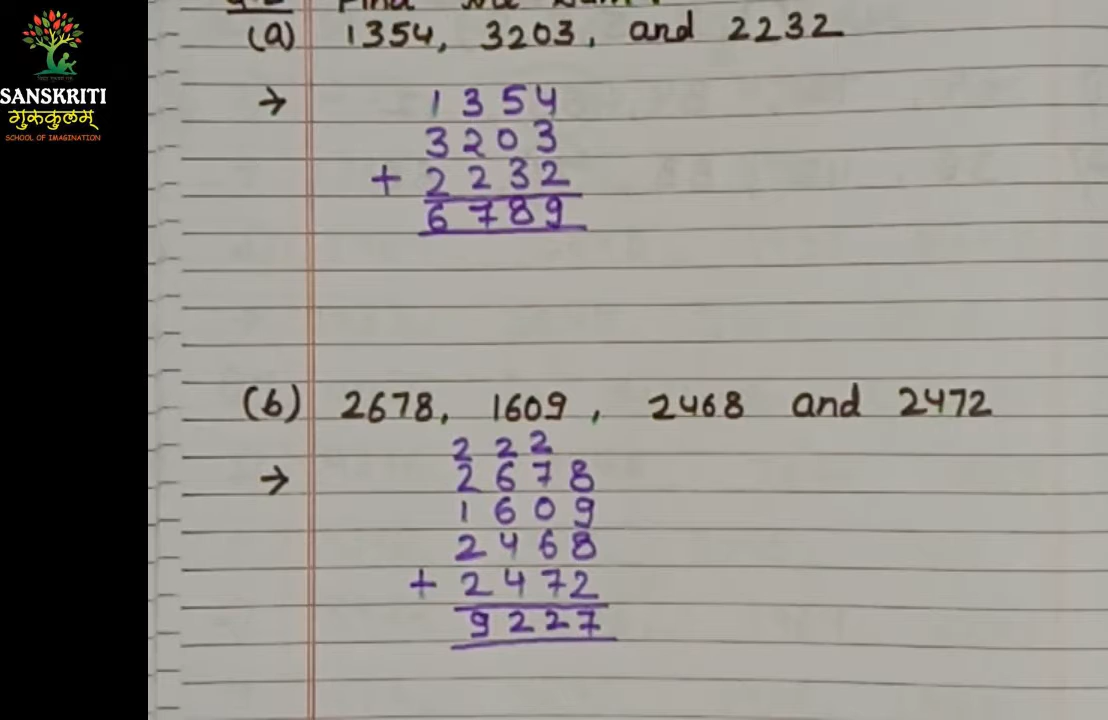 SANSKRITI
गुरुकुलम्
SCHOOL OF IMAGINATION
Find
(a) 1354, 3203, and 2232
→ 1354
3203
+ 2232
6789
(b) 2678, 1609, 2468 and 2472
222
→ 2678
1609
2468
+ 2472
9227